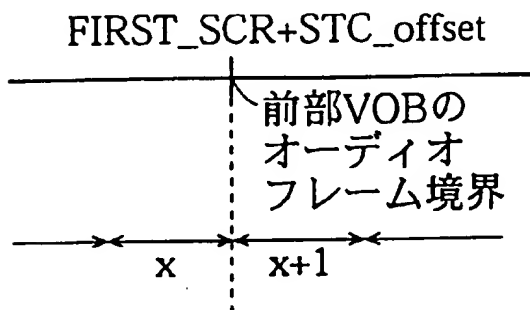 FIRST_SCR+STC_offset
前部VOBの
オーディオ
フレーム境界
x
x+1